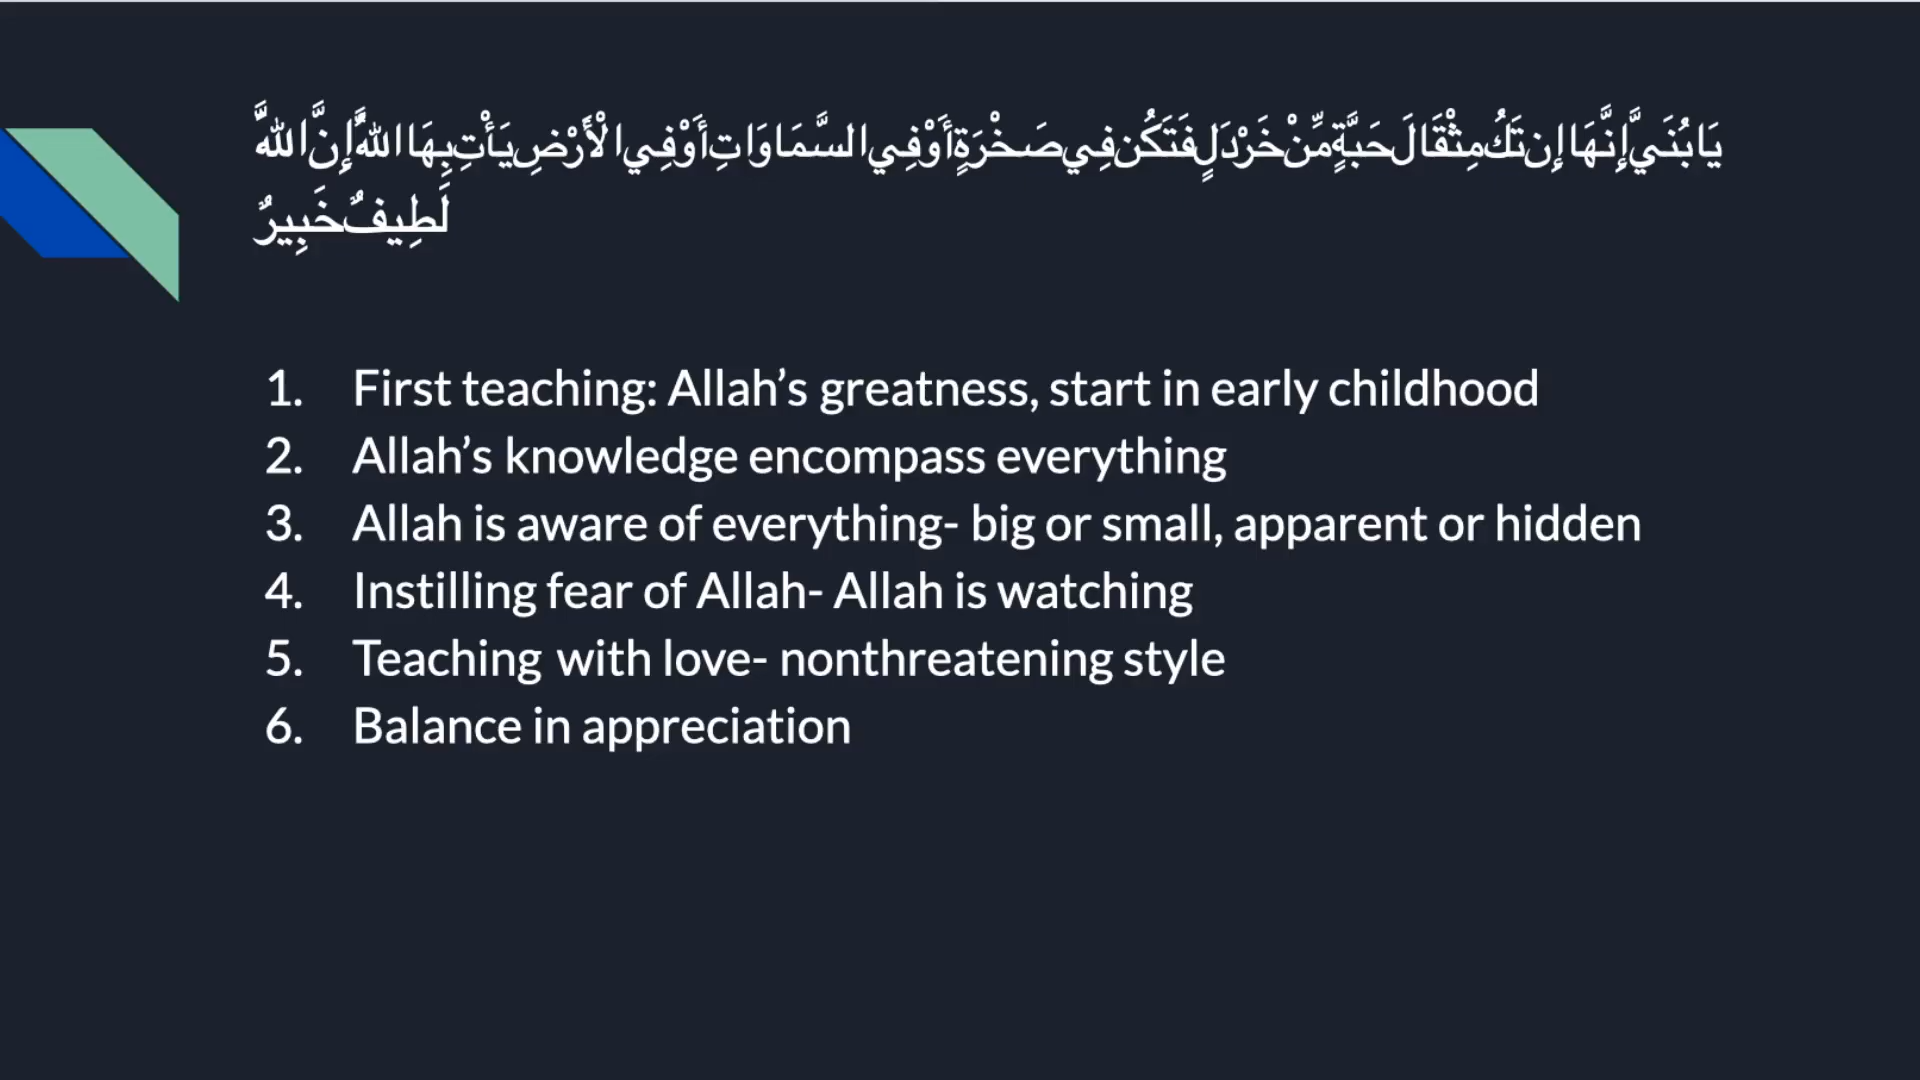 يَا بُنَيَّ إِنَّهَا إِن تَكُ مِثْقَالَ حَبَّةٍ مِّنْ خَرْدَلٍ فَتَكُن فِي صَخْرَةٍ أَوْ فِي السَّمَاوَاتِ أَوْ فِي الْأَرْضِ يَأْتِ بِهَا اللَّهُ إِنَّ اللَّهَ
لَطِيفٌ خَبِيرٌ
1. First teaching: Allah’s greatness, start in early childhood
2. Allah’s knowledge encompass everything
3. Allah is aware of everything- big or small, apparent or hidden
4. Instilling fear of Allah- Allah is watching
5. Teaching with love- nonthreatening style
6. Balance in appreciation